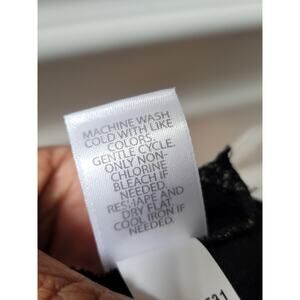 MACHINE WASH
COLD WITH LIKE
COLORS.
GENTLE CYCLE.
ONLY NON-
CHLORINE
BLEACH IF
NEEDED.
RESHAPE AND
DRY FLAT.
COOL IRON IF
NEEDED.